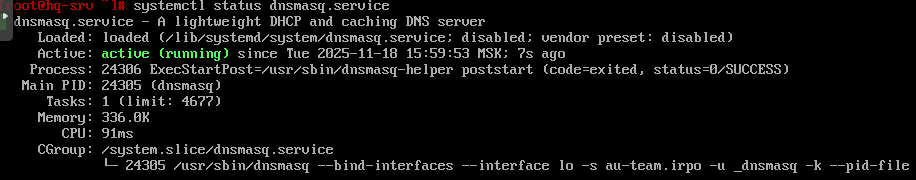 [root@hq-srv ~]# systemctl status dnsmasq.service
dnsmasq.service - A lightweight DHCP and caching DNS server
Loaded: loaded (/lib/systemd/system/dnsmasq.service; disabled; vendor preset: disabled)
Active: active (running) since Tue 2025-11-18 15:59:53 MSK; 7s ago
Process: 24306 ExecStartPost=/usr/sbin/dnsmasq-helper poststart (code=exited, status=0/SUCCESS)
Main PID: 24305 (dnsmasq)
Tasks: 1 (limit: 4677)
Memory: 336.0K
CPU: 91ms
CGroup: /system.slice/dnsmasq.service
└─ 24305 /usr/sbin/dnsmasq --bind-interfaces --interface lo -s au-team.irpo -u _dnsmasq -k --pid-file